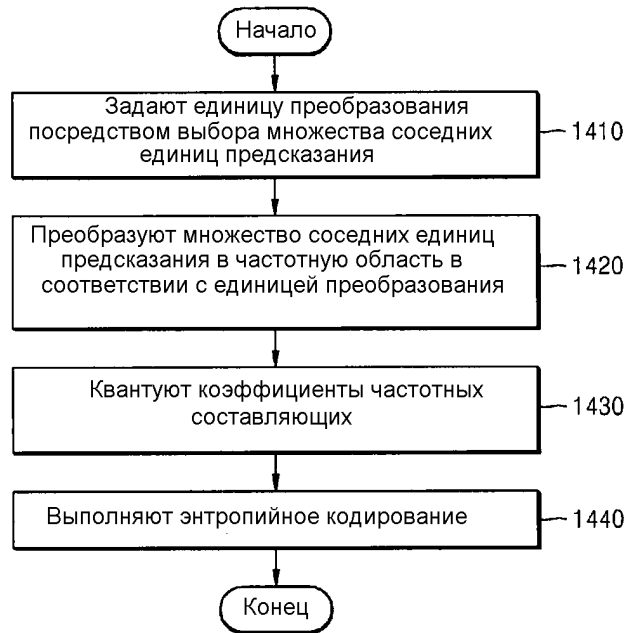 Начало
Задают единицу преобразования
посредством выбора множества соседних
единиц предсказания
1410
Преобразуют множество соседних единиц
предсказания в частотную область в
соответствии с единицей преобразования
1420
Квантуют коэффициенты частотных
составляющих
1430
Выполняют энтропийное кодирование
1440
Конец